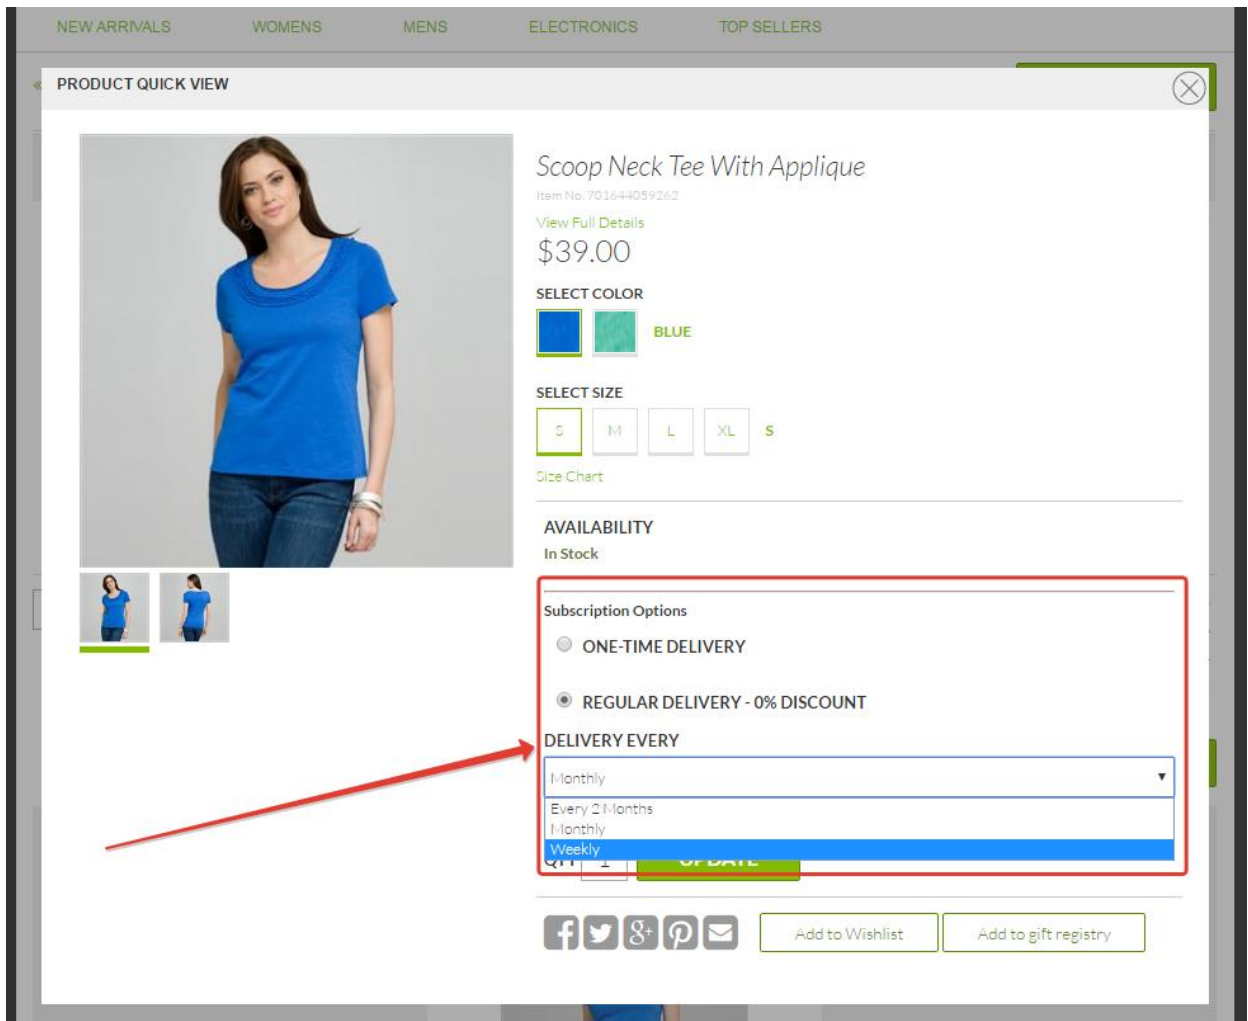 NEW ARRIVALS WOMENS MENS ELECTRONICS TOP SELLERS
PRODUCT QUICK VIEW
Scoop Neck Tee With Applique
Item No. 701644059262
View Full Details
$39.00
SELECT COLOR
BLUE
SELECT SIZE
S M L XL S
Size Chart
AVAILABILITY
In Stock
Subscription Options
ONE-TIME DELIVERY
REGULAR DELIVERY - 0% DISCOUNT
DELIVERY EVERY
Monthly
Every 2 Months
Monthly
Weekly
QTY 1 UPDATE
Add to Wishlist Add to gift registry